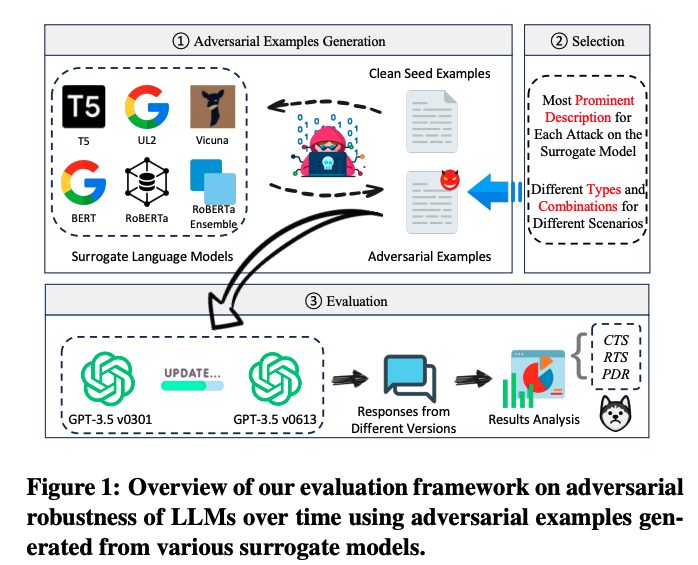 ① Adversarial Examples Generation
② Selection
Clean Seed Examples
T5
T5
UL2
Vicuna
BERT
RoBERTa
RoBERTa
Ensemble
Surrogate Language Models
Adversarial Examples
Most Prominent
Description for
Each Attack on the
Surrogate Model
Different Types and
Combinations for
Different Scenarios
③ Evaluation
UPDATE...
GPT-3.5 v0301
GPT-3.5 v0613
Responses from
Different Versions
Results Analysis
CTS
RTS
PDR
Figure 1: Overview of our evaluation framework on adversarial
robustness of LLMs over time using adversarial examples gen-
erated from various surrogate models.